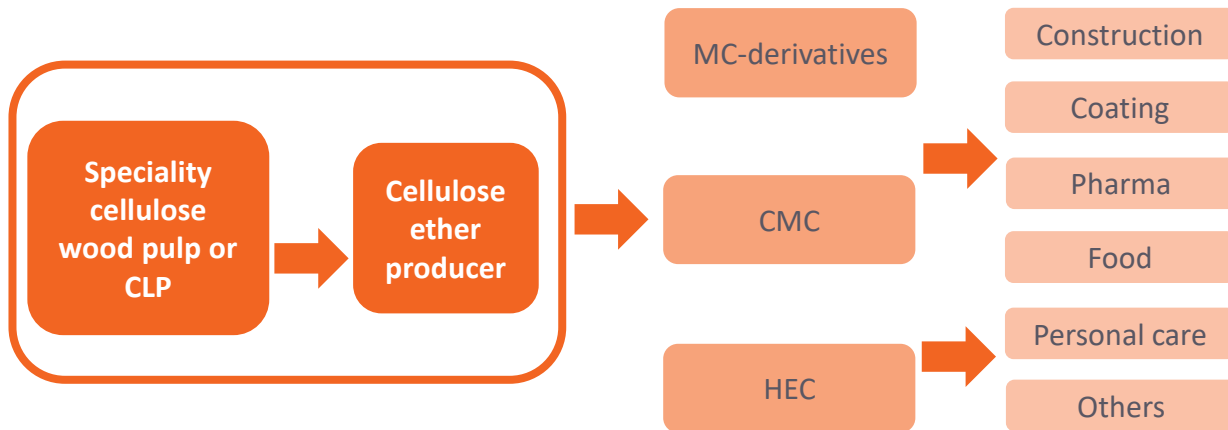 Speciality
cellulose
wood pulp or
CLP
Cellulose
ether
producer
MC-derivatives
CMC
HEC
Construction
Coating
Pharma
Food
Personal care
Others